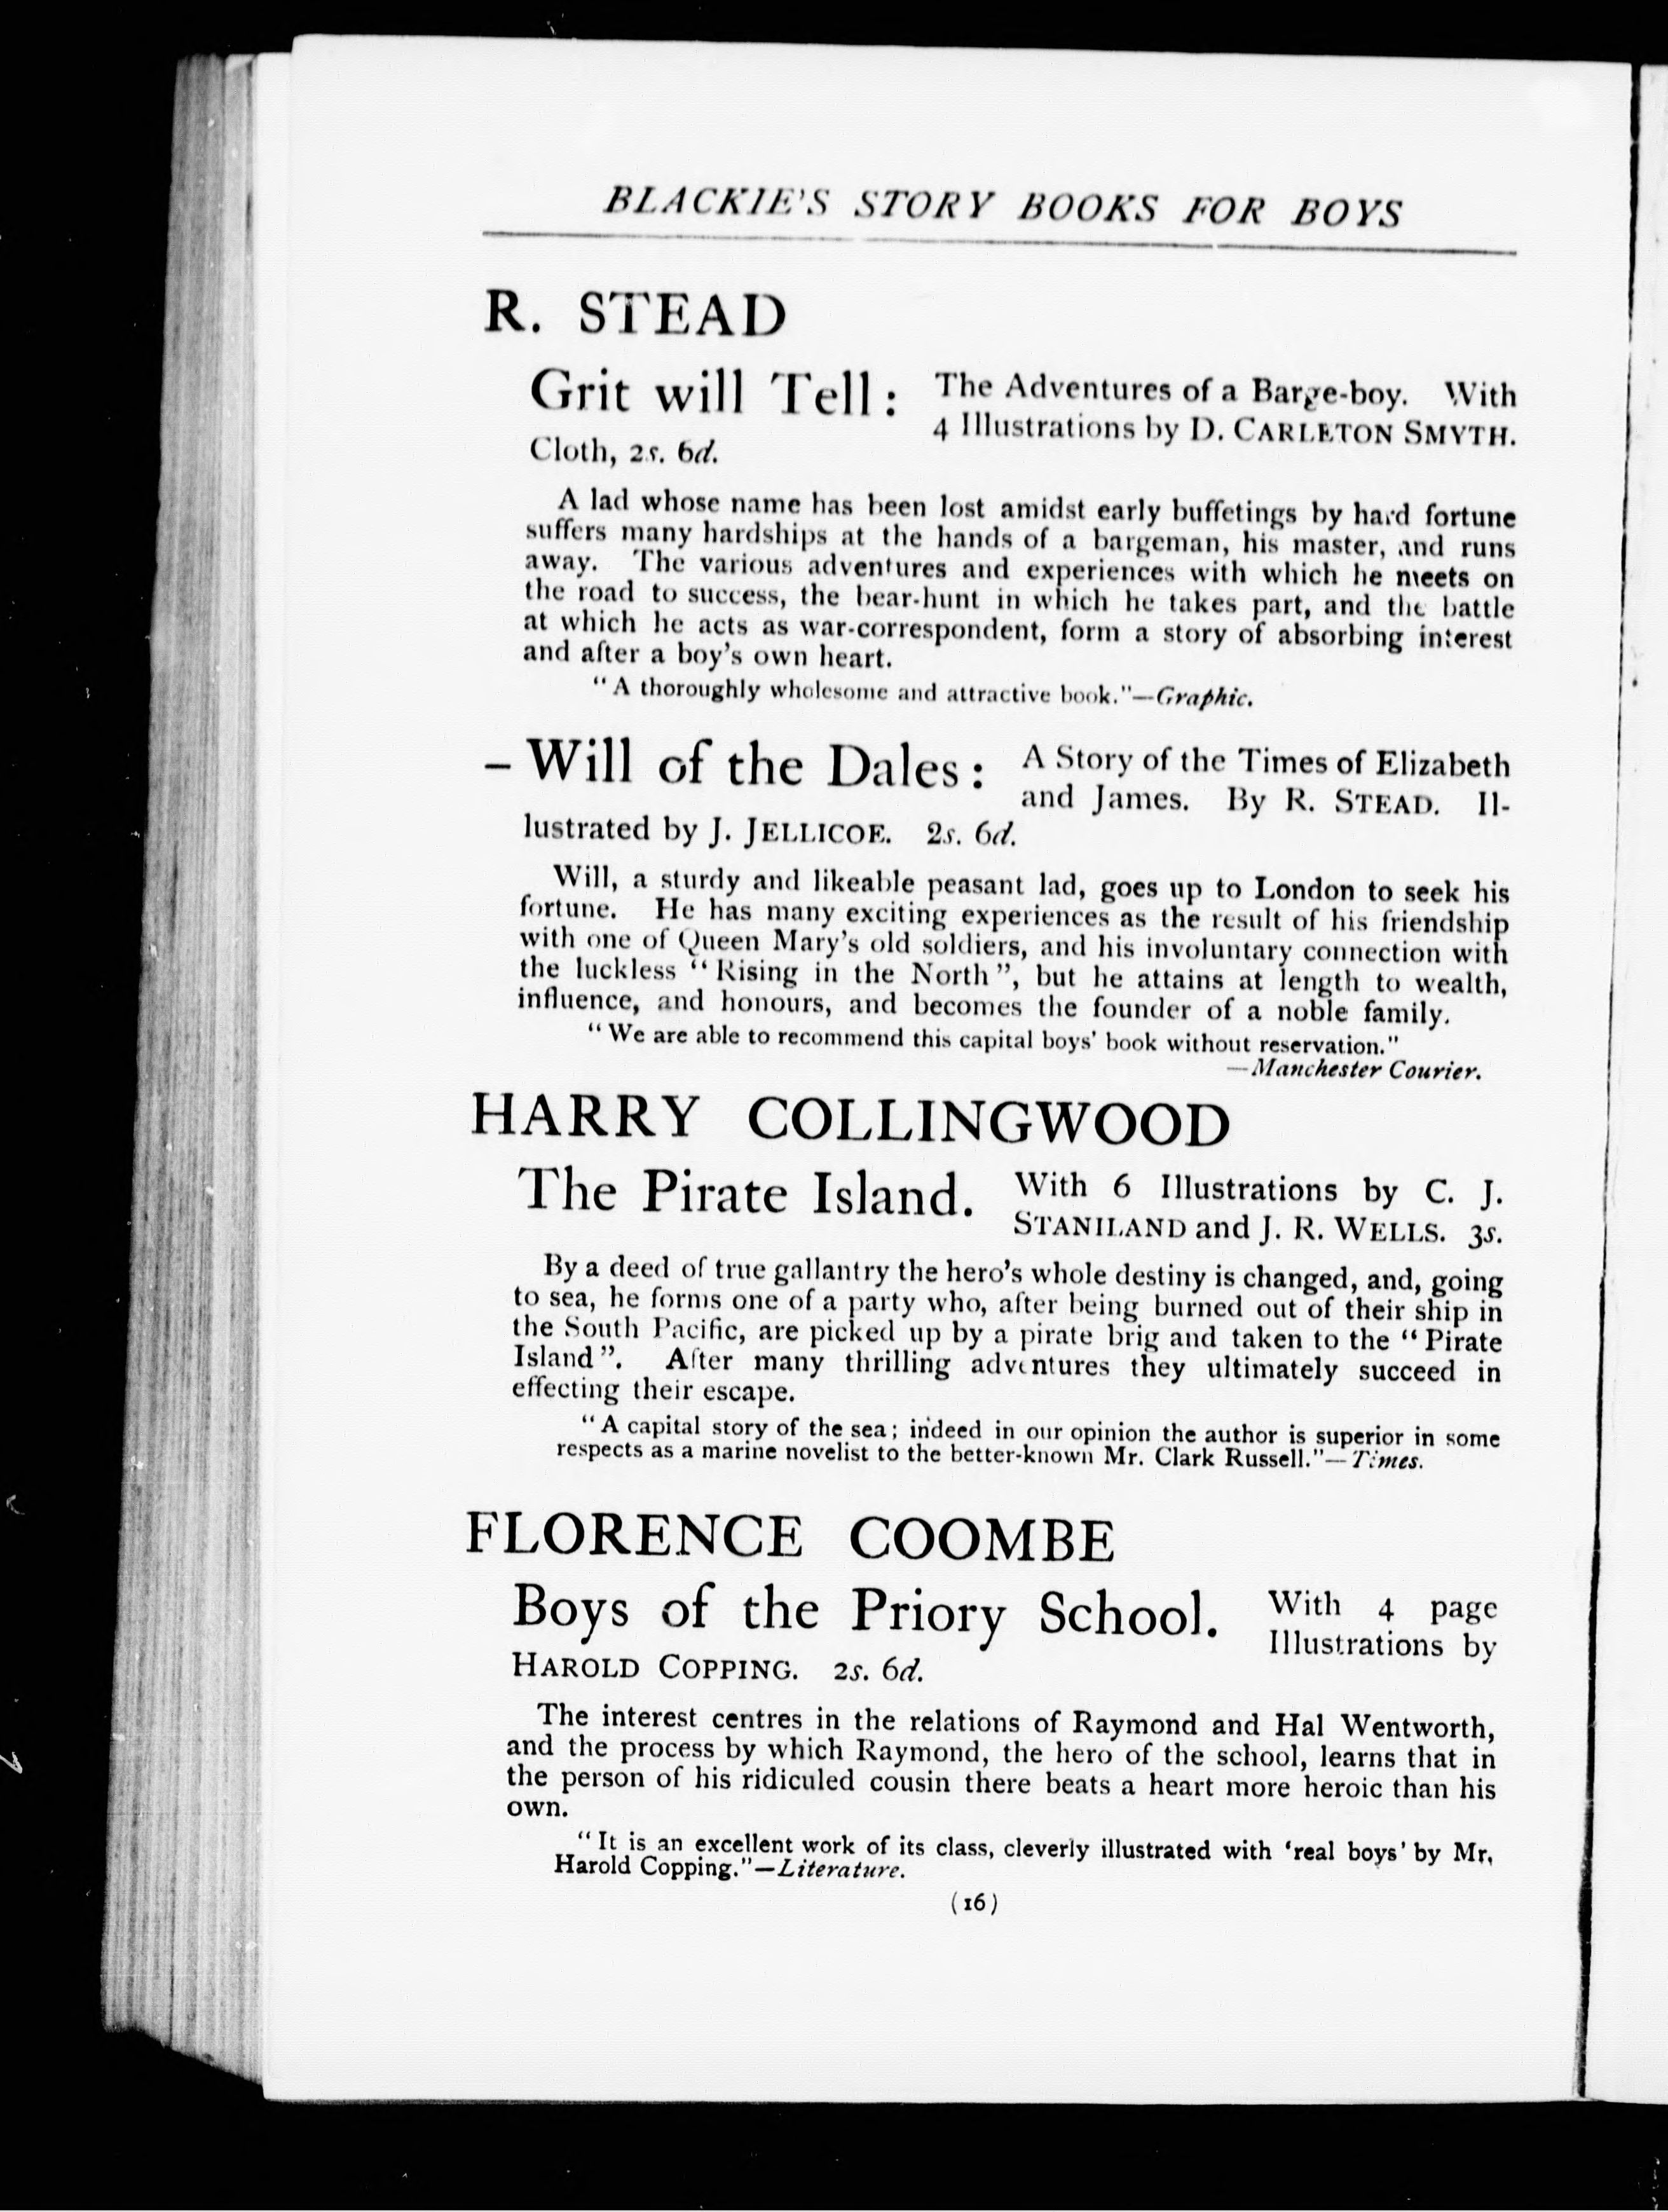 BLACKIE'S STORY BOOKS FOR BOYS
R. STEAD
Grit will Tell: The Adventures of a Barge-boy. With
4 Illustrations by D. CARLETON SMYTH.
Cloth, 2s. 6d.
A lad whose name has been lost amidst early buffetings by hard fortune
suffers many hardships at the hands of a bargeman, his master, and runs
away. The various adventures and experiences with which he meets on
the road to success, the bear-hunt in which he takes part, and the battle
at which he acts as war-correspondent, form a story of absorbing interest
and after a boy's own heart.
"A thoroughly wholesome and attractive book."—Graphic.
– Will of the Dales: A Story of the Times of Elizabeth
and James. By R. STEAD. Il-
lustrated by J. JELLICOE. 2s. 6d.
Will, a sturdy and likeable peasant lad, goes up to London to seek his
fortune. He has many exciting experiences as the result of his friendship
with one of Queen Mary's old soldiers, and his involuntary connection with
the luckless "Rising in the North", but he attains at length to wealth,
influence, and honours, and becomes the founder of a noble family.
"We are able to recommend this capital boys' book without reservation."
—Manchester Courier.
HARRY COLLINGWOOD
The Pirate Island. With 6 Illustrations by C. J.
STANILAND and J. R. WELLS. 3s.
By a deed of true gallantry the hero's whole destiny is changed, and, going
to sea, he forms one of a party who, after being burned out of their ship in
the South Pacific, are picked up by a pirate brig and taken to the "Pirate
Island". After many thrilling adventures they ultimately succeed in
effecting their escape.
"A capital story of the sea; indeed in our opinion the author is superior in some
respects as a marine novelist to the better-known Mr. Clark Russell."—Times.
FLORENCE COOMBE
Boys of the Priory School. With 4 page
Illustrations by
HAROLD COPPING. 2s. 6d.
The interest centres in the relations of Raymond and Hal Wentworth,
and the process by which Raymond, the hero of the school, learns that in
the person of his ridiculed cousin there beats a heart more heroic than his
own.
"It is an excellent work of its class, cleverly illustrated with 'real boys' by Mr.
Harold Copping."—Literature.
(16)